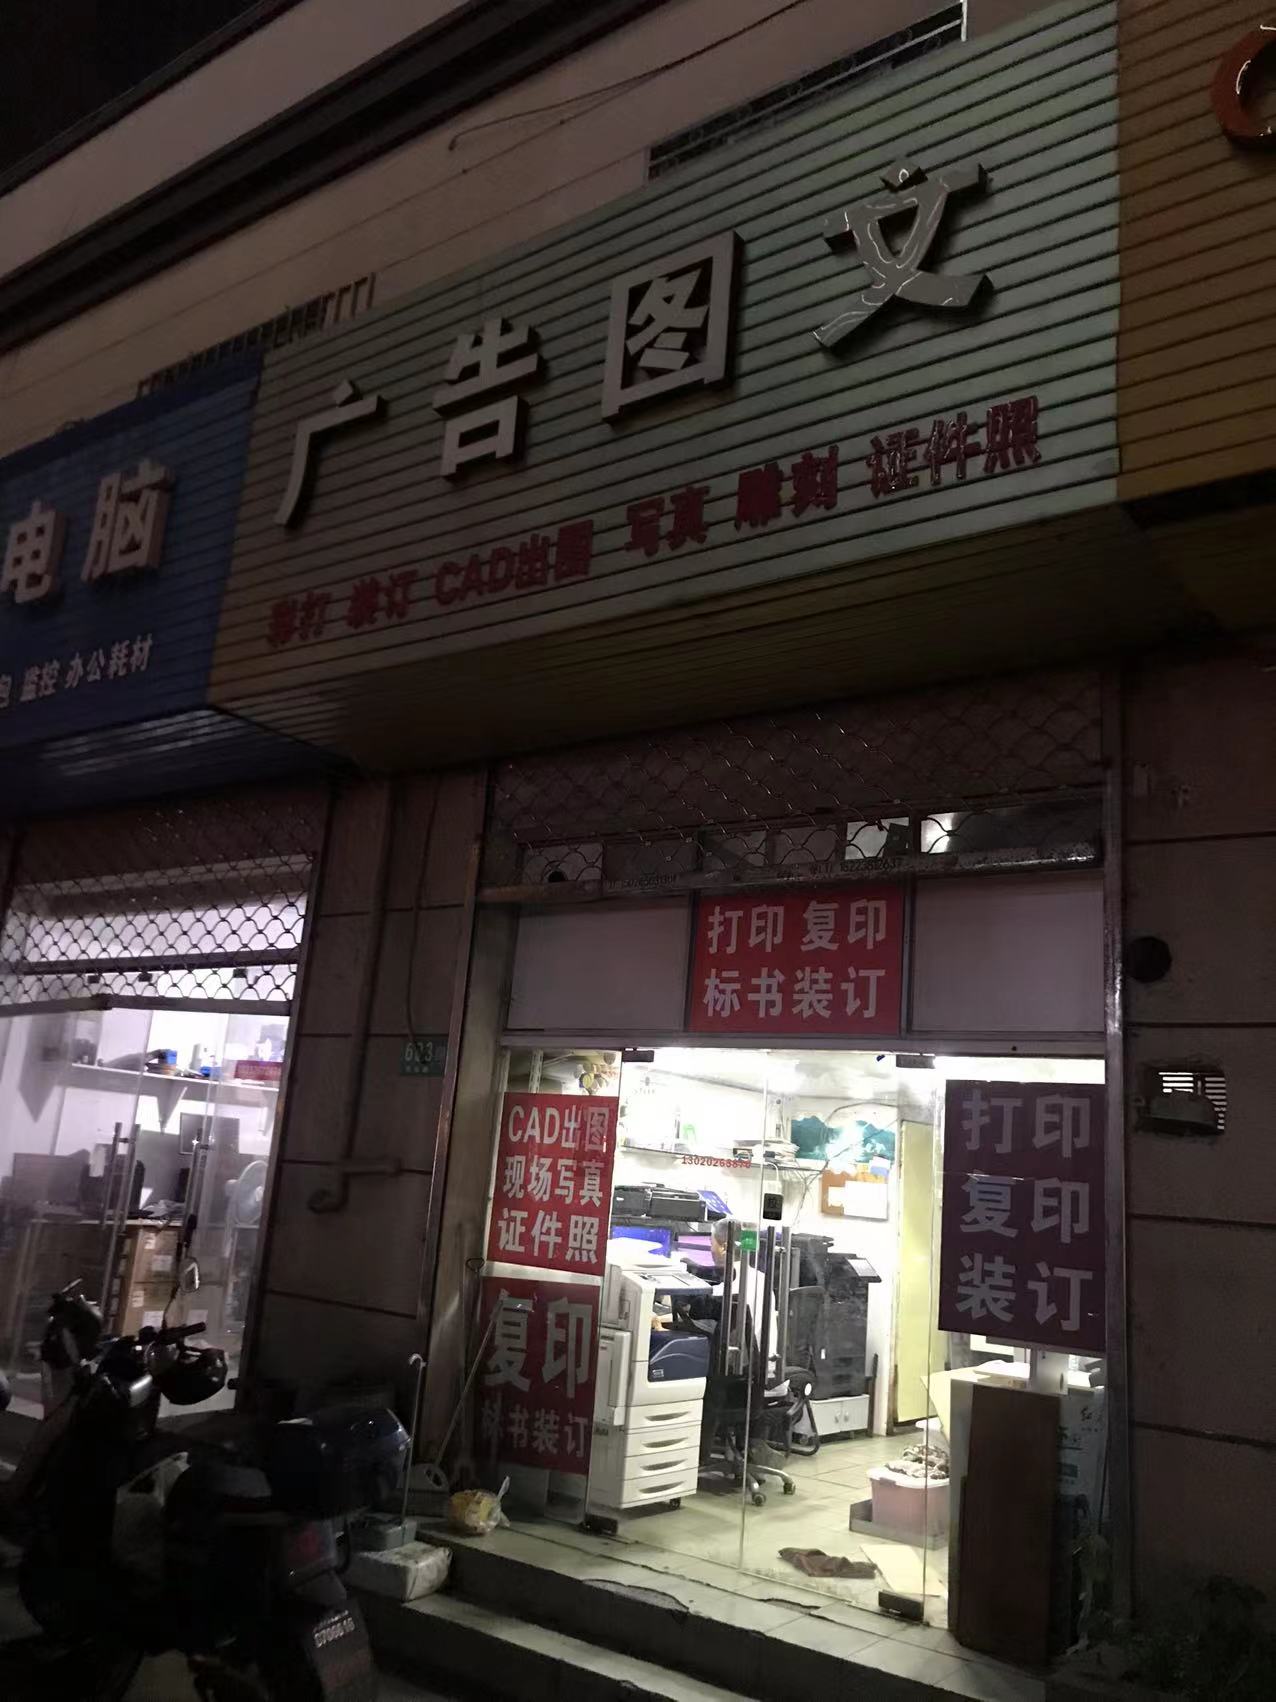 广告图文
彩打 装订 CAD出图 写真 雕刻 证件照
电脑
监控 办公耗材
打印 复印
标书装订
603
CAD出图
现场写真
证件照
复印
标书装订
打印
复印
装订